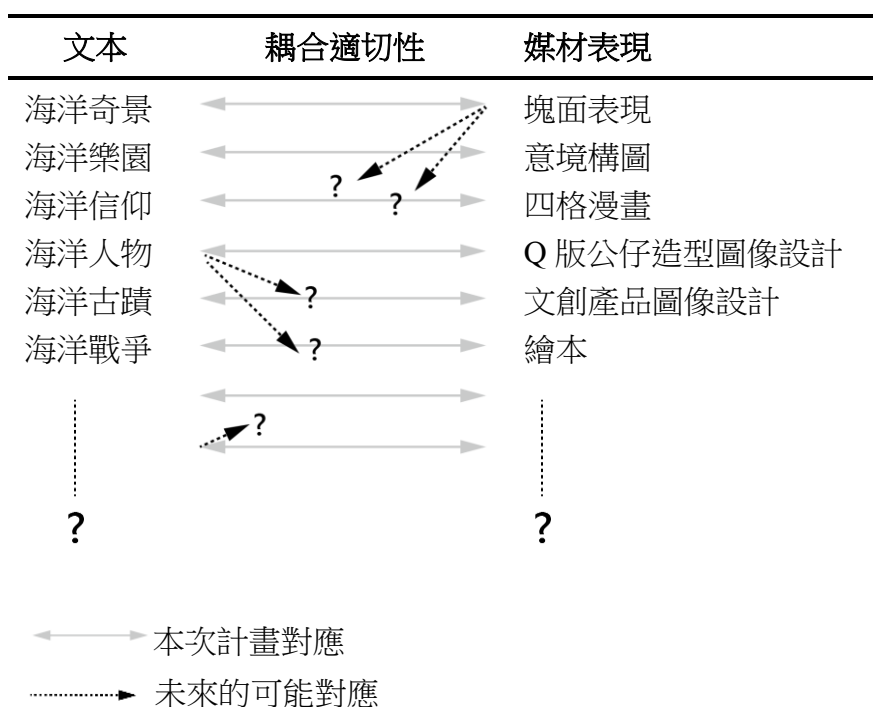 文本 耦合適切性 媒材表現
海洋奇景 塊面表現
海洋樂園 意境構圖
海洋信仰 ? ? 四格漫畫
海洋人物 Q 版公仔造型圖像設計
海洋古蹟 ? 文創產品圖像設計
海洋戰爭 ? 繪本
?
? ?
本次計畫對應
未來的可能對應